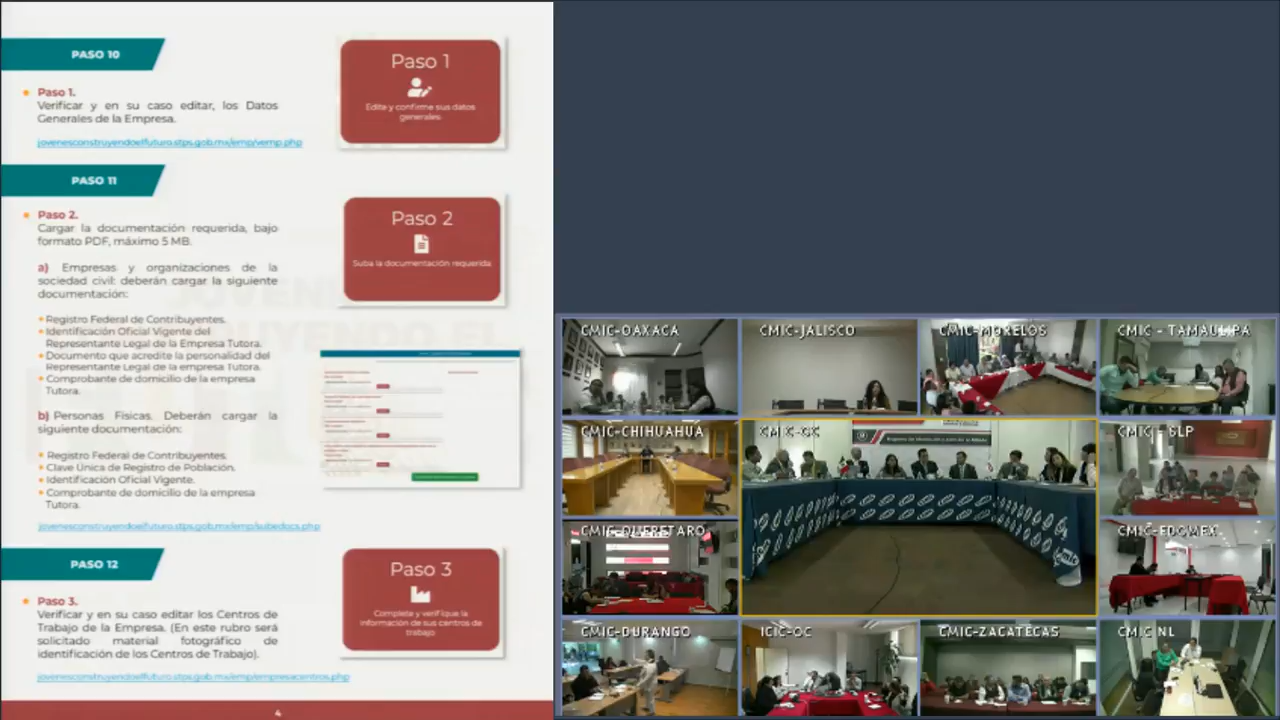 PASO 10
Paso 1.
Verificar y en su caso editar, los Datos
Generales de la Empresa.
jovenesconstruyendoelfuturo.stps.gob.mx/emp/vemp.php
Paso 1
Edite y confirme sus datos
generales
PASO 11
Paso 2.
Cargar la documentación requerida, bajo
formato PDF, máximo 5 MB.
a) Empresas y organizaciones de la
sociedad civil: deberán cargar la siguiente
documentación:
Registro Federal de Contribuyentes.
Identificación Oficial Vigente del
Representante Legal de la Empresa Tutora.
Documento que acredite la personalidad del
Representante Legal de la empresa Tutora.
Comprobante de domicilio de la empresa
Tutora.
b) Personas Físicas. Deberán cargar la
siguiente documentación:
Registro Federal de Contribuyentes.
Clave Única de Registro de Población.
Identificación Oficial Vigente.
Comprobante de domicilio de la empresa
Tutora.
jovenesconstruyendoelfuturo.stps.gob.mx/emp/subedocs.php
Paso 2
Suba la documentación requerida
PASO 12
Paso 3.
Verificar y en su caso editar los Centros de
Trabajo de la Empresa. (En este rubro será
solicitado material fotográfico de
identificación de los Centros de Trabajo).
jovenesconstruyendoelfuturo.stps.gob.mx/emp/empresacentros.php
Paso 3
Complete y verifique la
información de sus centros de
trabajo
4
CMIC-OAXACA
CMIC-JALISCO
CMIC-MORELOS
CMIC - TAMAULIPA
CMIC-CHIHUAHUA
CMIC-OC
CMIC - SLP
CMIC-QUERETARO
CMIC-EDOMEX
CMIC-DURANGO
ICIC-OC
CMIC-ZACATECAS
CMIC NL
cmic